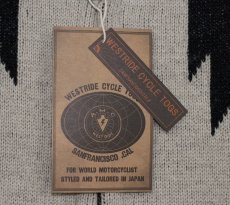 WESTRIDE CYCLE TOGS
WESTRIDE CYCLE TOGS
A M C
SANFRANCISCO .CAL
FOR WORLD MOTORCYCLIST
STYLED AND TAILORED IN JAPAN